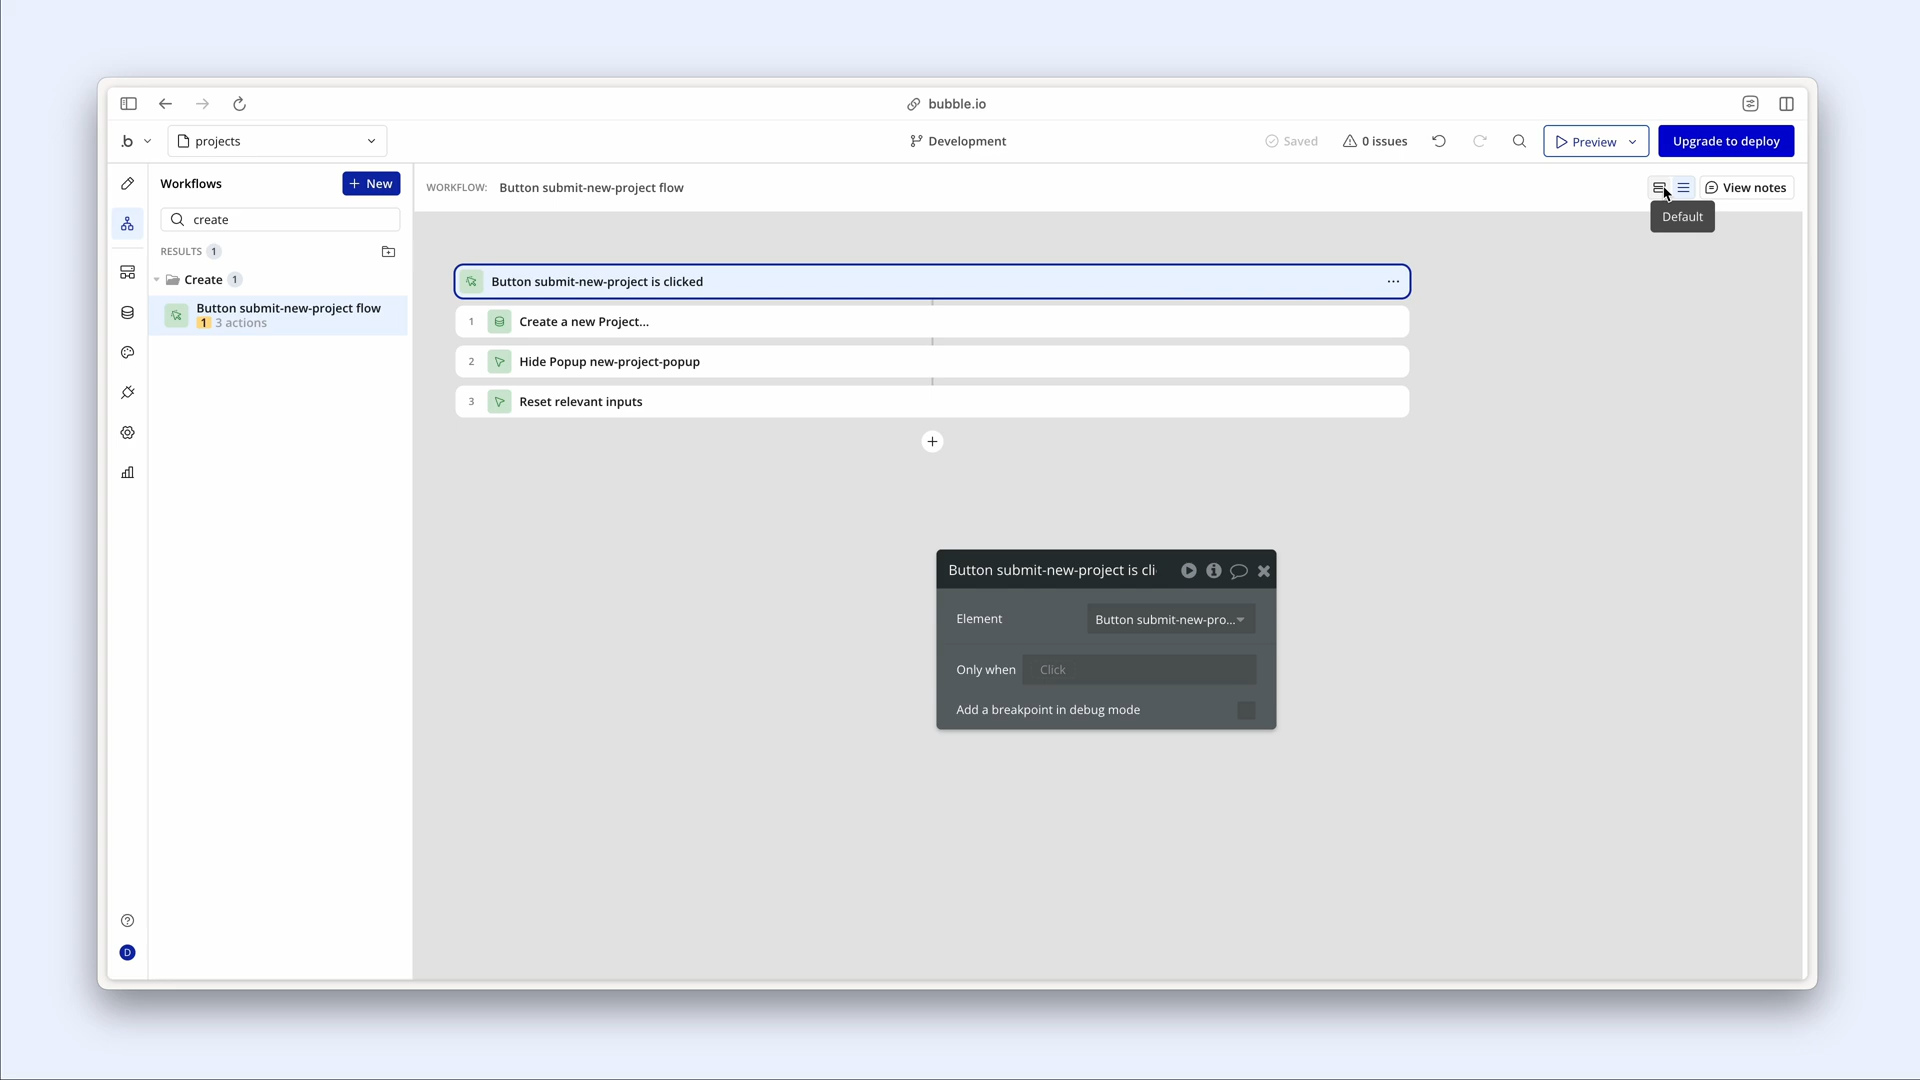 bubble.io
.b
projects
Development
Saved
0 issues
Preview
Upgrade to deploy
Workflows
+ New
WORKFLOW: Button submit-new-project flow
View notes
Default
create
RESULTS 1
Create 1
Button submit-new-project flow
1 3 actions
Button submit-new-project is clicked
1 Create a new Project...
2 Hide Popup new-project-popup
3 Reset relevant inputs
Button submit-new-project is cli
Element
Button submit-new-pro...
Only when
Click
Add a breakpoint in debug mode
D